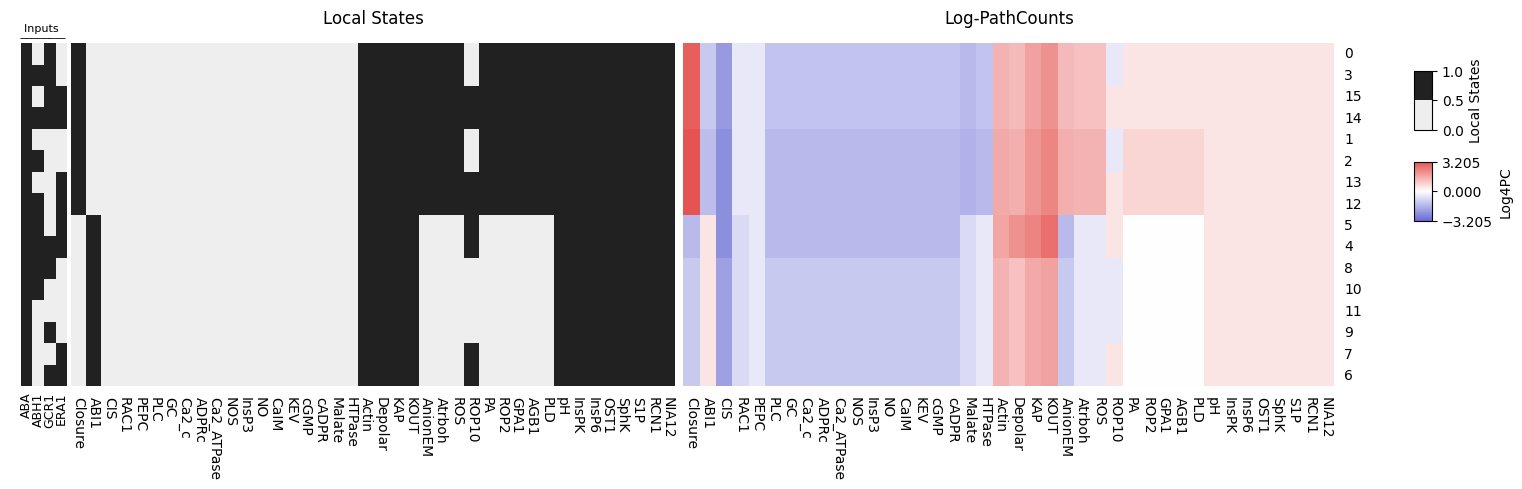 Local States
Log-PathCounts
Inputs
0
3
15
14
1
2
13
12
5
4
8
10
11
9
7
6
1.0
0.5
0.0
Local States
3.205
0.000
−3.205
Log4PC
ABA
ABH1
GCR1
ERA1
Closure
ABI1
CIS
RAC1
PEPC
PLC
GC
Ca2_c
ADPRc
Ca2_ATPase
NOS
InsP3
NO
CaIM
KEV
cGMP
cADPR
Malate
HTPase
Actin
Depolar
KAP
KOUT
AnionEM
Atrboh
ROS
ROP10
PA
ROP2
GPA1
AGB1
PLD
pH
InsPK
InsP6
OST1
SphK
S1P
RCN1
NIA12
Closure
ABI1
CIS
RAC1
PEPC
PLC
GC
Ca2_c
ADPRc
Ca2_ATPase
NOS
InsP3
NO
CaIM
KEV
cGMP
cADPR
Malate
HTPase
Actin
Depolar
KAP
KOUT
AnionEM
Atrboh
ROS
ROP10
PA
ROP2
GPA1
AGB1
PLD
pH
InsPK
InsP6
OST1
SphK
S1P
RCN1
NIA12